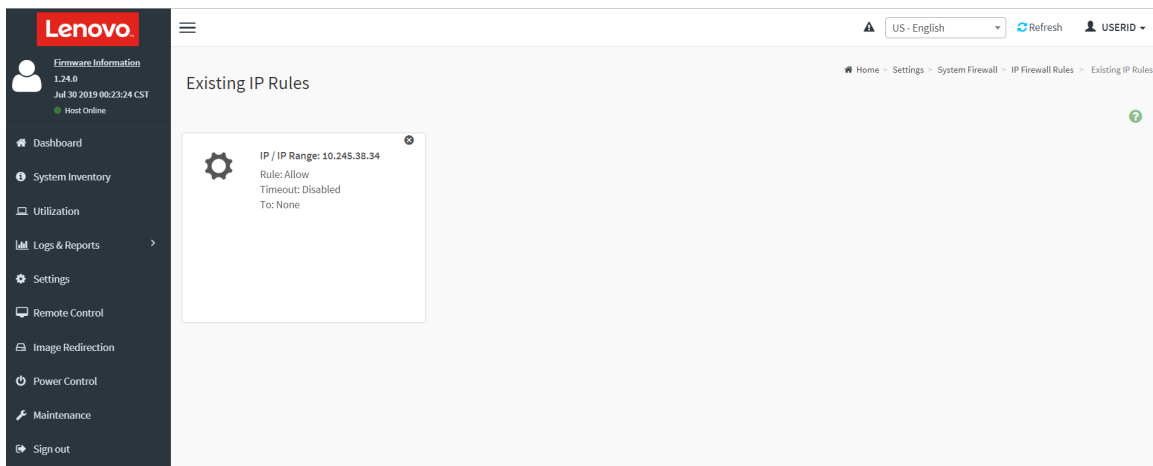 Lenovo
Firmware Information
1.24.0
Jul 30 2019 00:23:24 CST
Host Online
Dashboard
System Inventory
Utilization
Logs & Reports
Settings
Remote Control
Image Redirection
Power Control
Maintenance
Sign out
US - English
Refresh
USERID
Existing IP Rules
Home > Settings > System Firewall > IP Firewall Rules > Existing IP Rules
IP / IP Range: 10.245.38.34
Rule: Allow
Timeout: Disabled
To: None